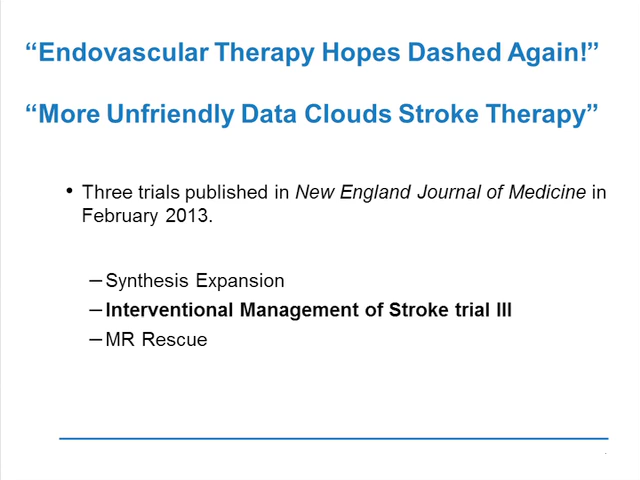 “Endovascular Therapy Hopes Dashed Again!”
“More Unfriendly Data Clouds Stroke Therapy”
• Three trials published in New England Journal of Medicine in
February 2013.
– Synthesis Expansion
– Interventional Management of Stroke trial III
– MR Rescue